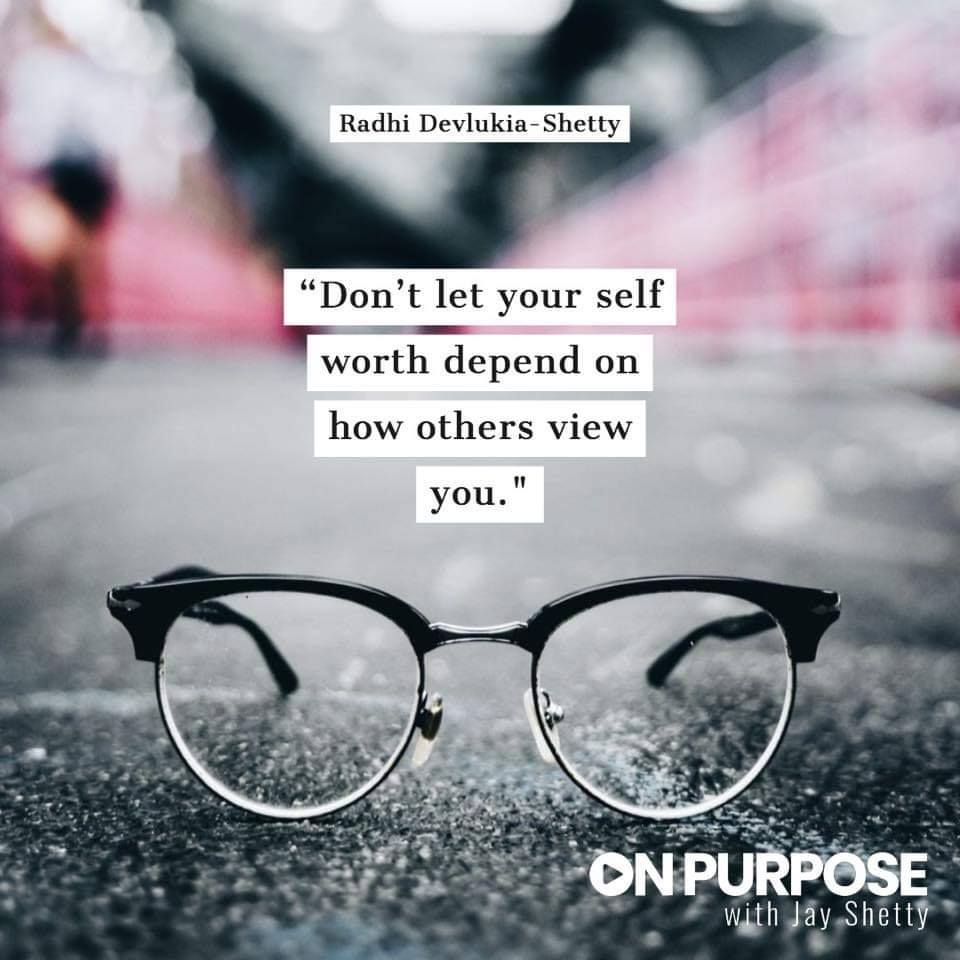 Radhi Devlukia-Shetty
“Don’t let your self
worth depend on
how others view
you."
ON PURPOSE
with Jay Shetty